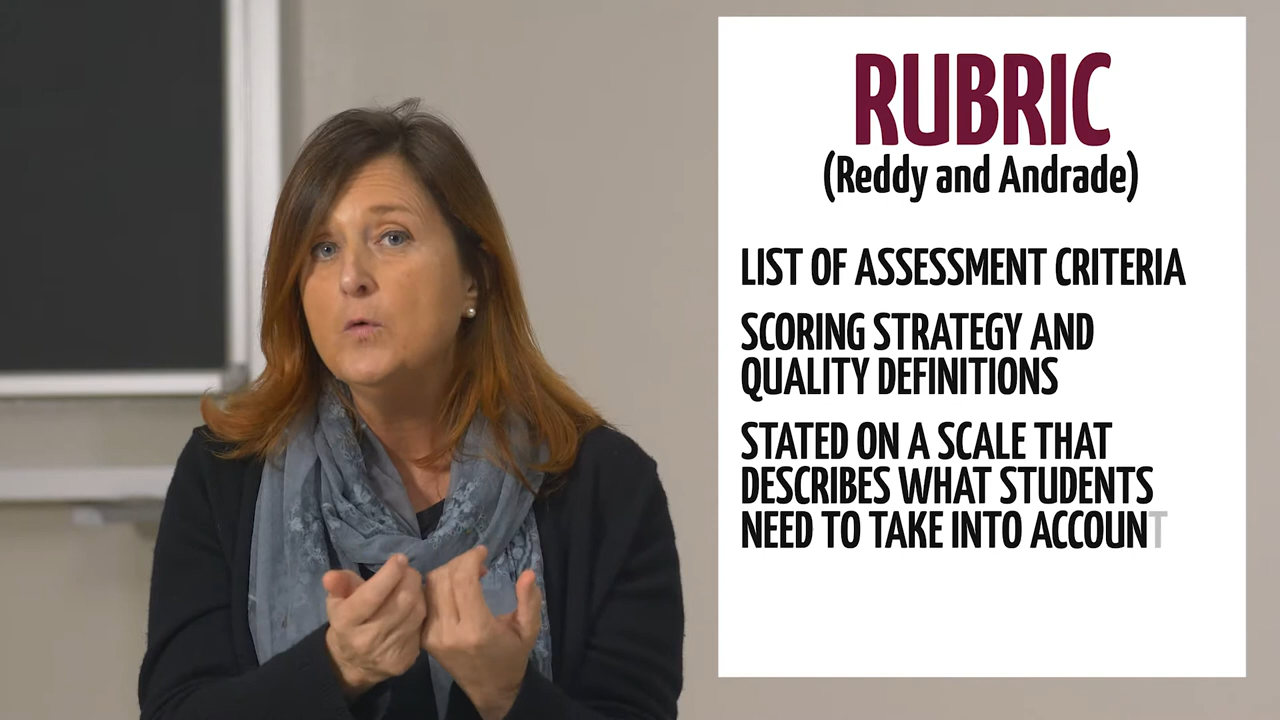 RUBRIC
(Reddy and Andrade)
LIST OF ASSESSMENT CRITERIA
SCORING STRATEGY AND
QUALITY DEFINITIONS
STATED ON A SCALE THAT
DESCRIBES WHAT STUDENTS
NEED TO TAKE INTO ACCOUNT